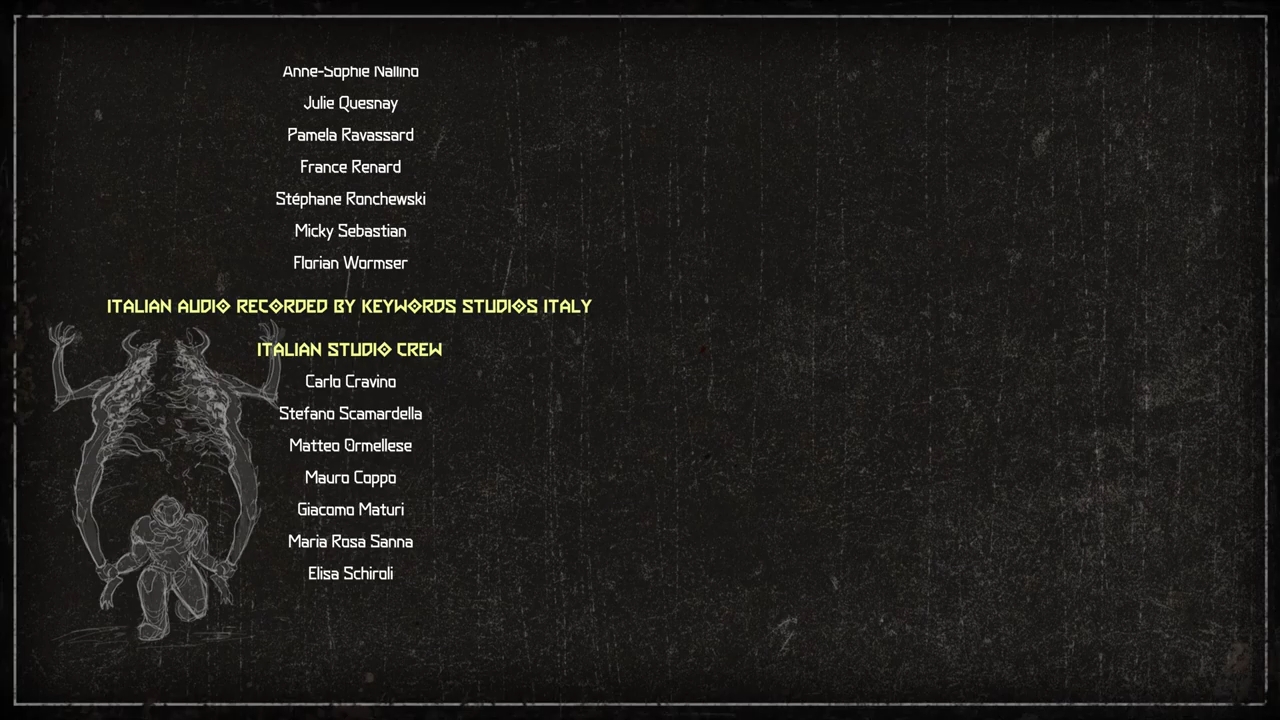 Anne-Sophie Nallino
Julie Quesnay
Pamela Ravassard
France Renard
Stéphane Ronchewski
Micky Sebastian
Florian Wormser
ITALIAN AUDIO RECORDED BY KEYWORDS STUDIOS ITALY
ITALIAN STUDIO CREW
Carlo Cravino
Stefano Scamardella
Matteo Ormellese
Mauro Coppo
Giacomo Maturi
Maria Rosa Sanna
Elisa Schiroli